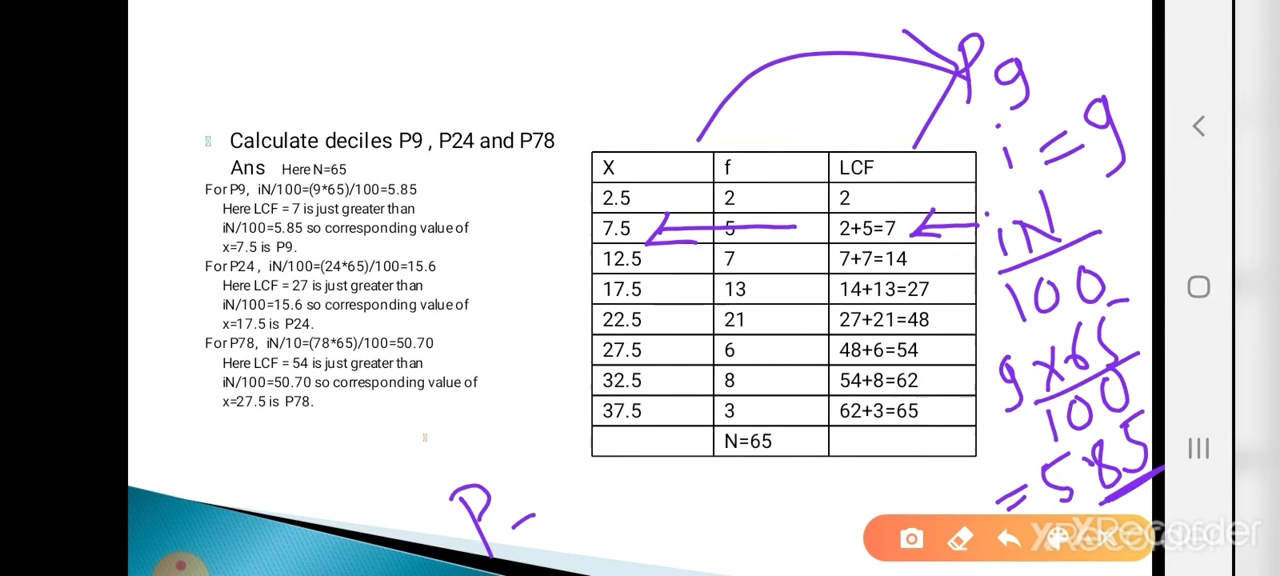 Calculate deciles P9 , P24 and P78
Ans Here N=65
For P9, iN/100=(9*65)/100=5.85
Here LCF = 7 is just greater than
iN/100=5.85 so corresponding value of
x=7.5 is P9.
For P24 , iN/100=(24*65)/100=15.6
Here LCF = 27 is just greater than
iN/100=15.6 so corresponding value of
x=17.5 is P24.
For P78, iN/10=(78*65)/100=50.70
Here LCF = 54 is just greater than
iN/100=50.70 so corresponding value of
x=27.5 is P78.
X f LCF
2.5 2 2
7.5 5 2+5=7
12.5 7 7+7=14
17.5 13 14+13=27
22.5 21 27+21=48
27.5 6 48+6=54
32.5 8 54+8=62
37.5 3 62+3=65
N=65
P9
i=9
iN
100
9×65
100
=5.85
P-
XRecorder